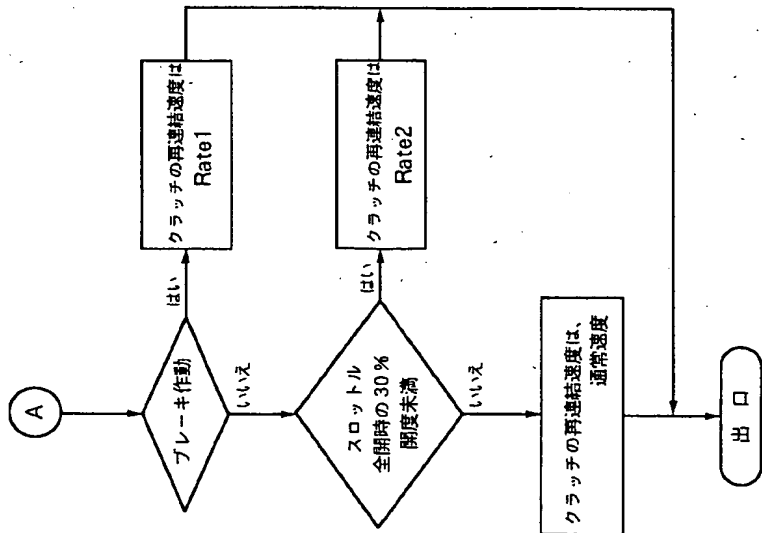 A
ブレーキ作動
はい
クラッチの再連結速度は
Rate1
いいえ
スロットル
全開時の30%
開度未満
はい
クラッチの再連結速度は
Rate2
いいえ
クラッチの再連結速度は、
通常速度
出口